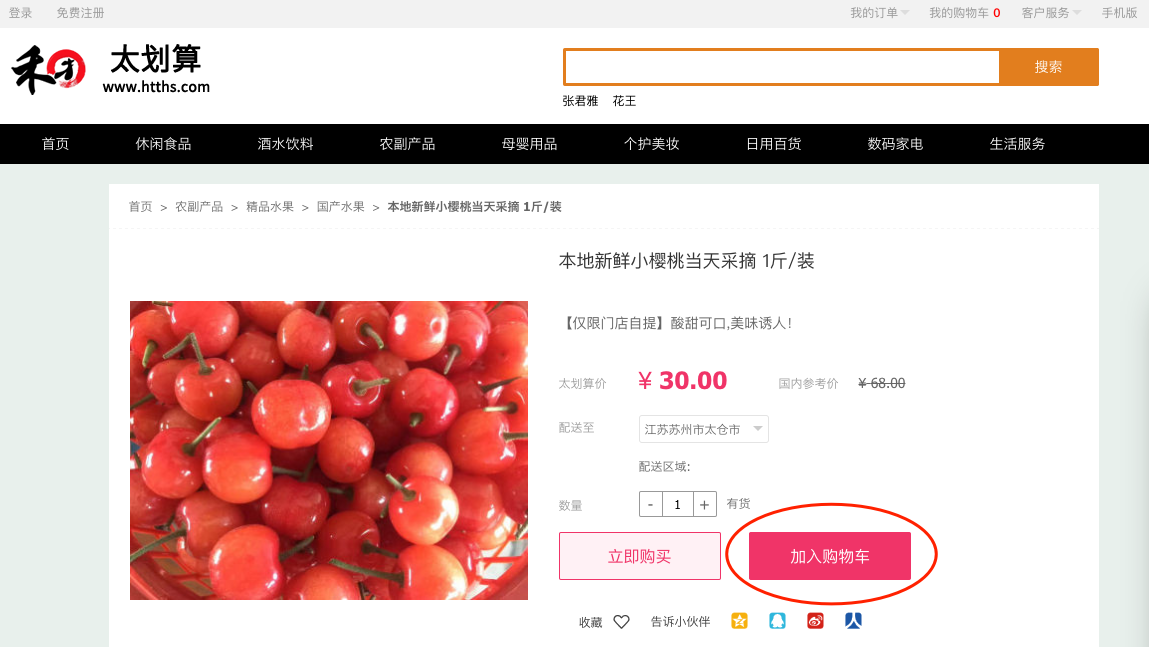 登录 免费注册 我的订单 我的购物车 0 客户服务 手机版
禾田 太划算
www.htths.com
搜索
张君雅 花王
首页 休闲食品 酒水饮料 农副产品 母婴用品 个护美妆 日用百货 数码家电 生活服务
首页 > 农副产品 > 精品水果 > 国产水果 > 本地新鲜小樱桃当天采摘 1斤/装
本地新鲜小樱桃当天采摘 1斤/装
【仅限门店自提】酸甜可口,美味诱人!
太划算价 ¥ 30.00 国内参考价 ¥ 68.00
配送至 江苏苏州市太仓市
配送区域:
数量 - 1 + 有货
立即购买 加入购物车
收藏 告诉小伙伴